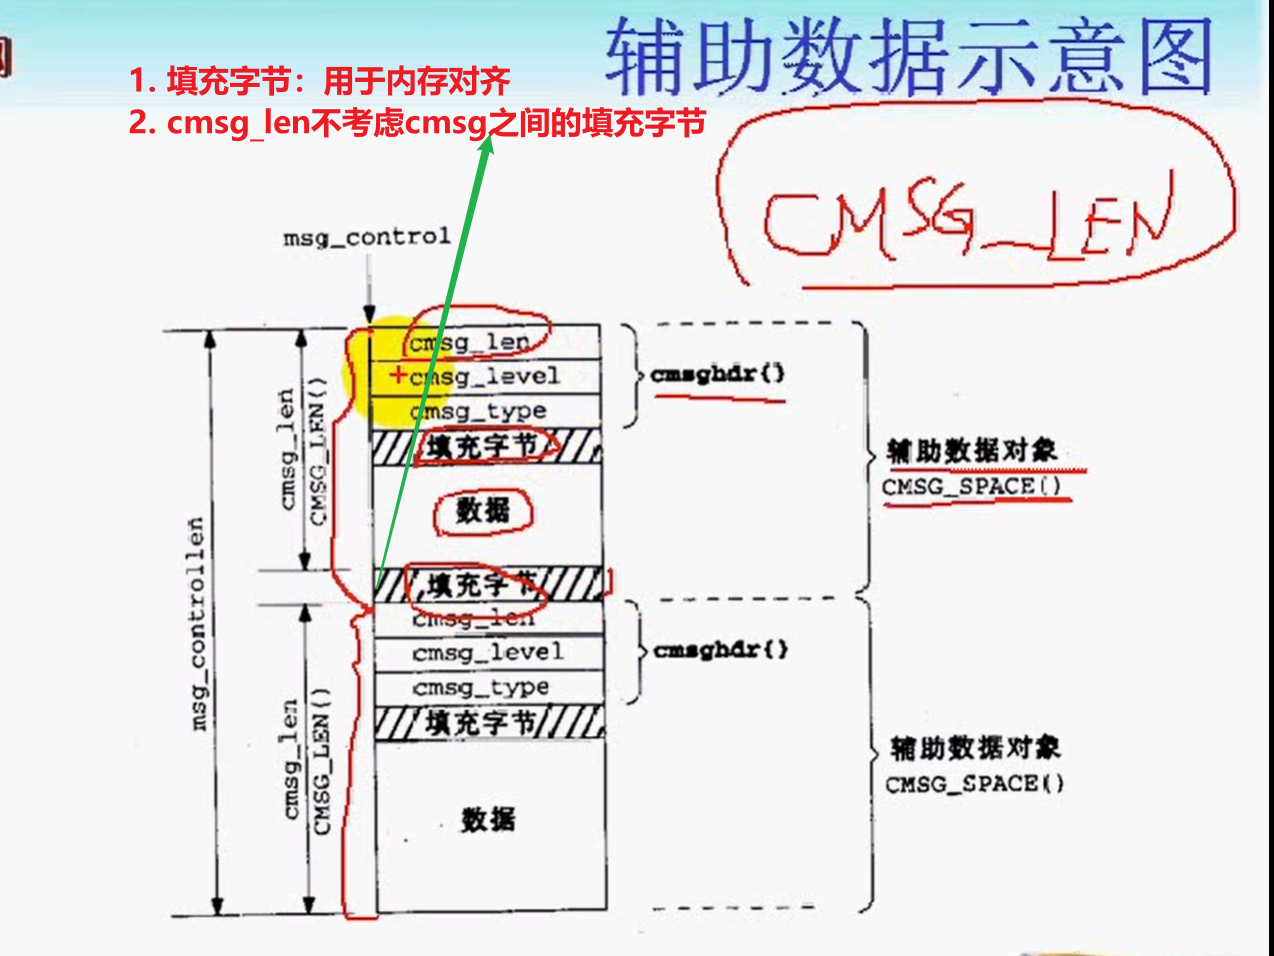 网
辅助数据示意图
1. 填充字节：用于内存对齐
2. cmsg_len不考虑cmsg之间的填充字节
CMSG_LEN
msg_control
cmsg_len
cmsg_level
cmsg_type
填充字节
数据
填充字节
cmsg_len
cmsg_level
cmsg_type
填充字节
数据
cmsghdr{}
cmsghdr{}
辅助数据对象
CMSG_SPACE()
辅助数据对象
CMSG_SPACE()
cmsg_len
CMSG_LEN()
msg_controllen
cmsg_len
CMSG_LEN()